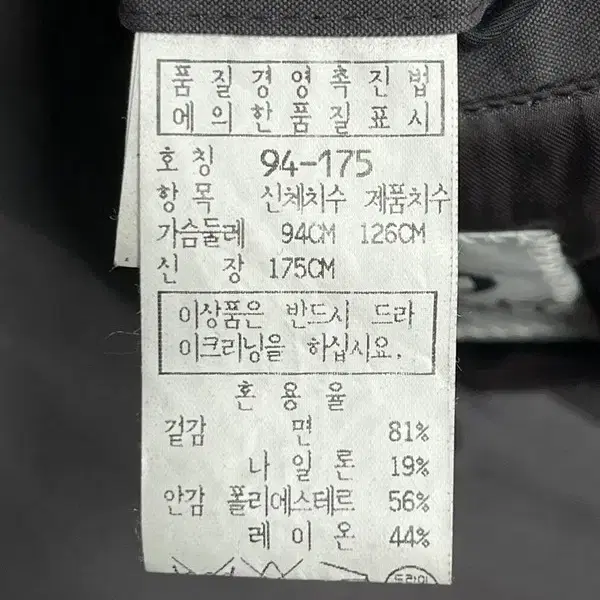 품질경영촉진법
에의한품질표시
호칭 94-175
항목 신체치수 제품치수
가슴둘레 94CM 126CM
신장 175CM
이상품은 반드시 드라
이크리닝을 하십시요.
혼용율
겉감 면 81%
나일론 19%
안감 폴리에스테르 56%
레이온 44%
드라이